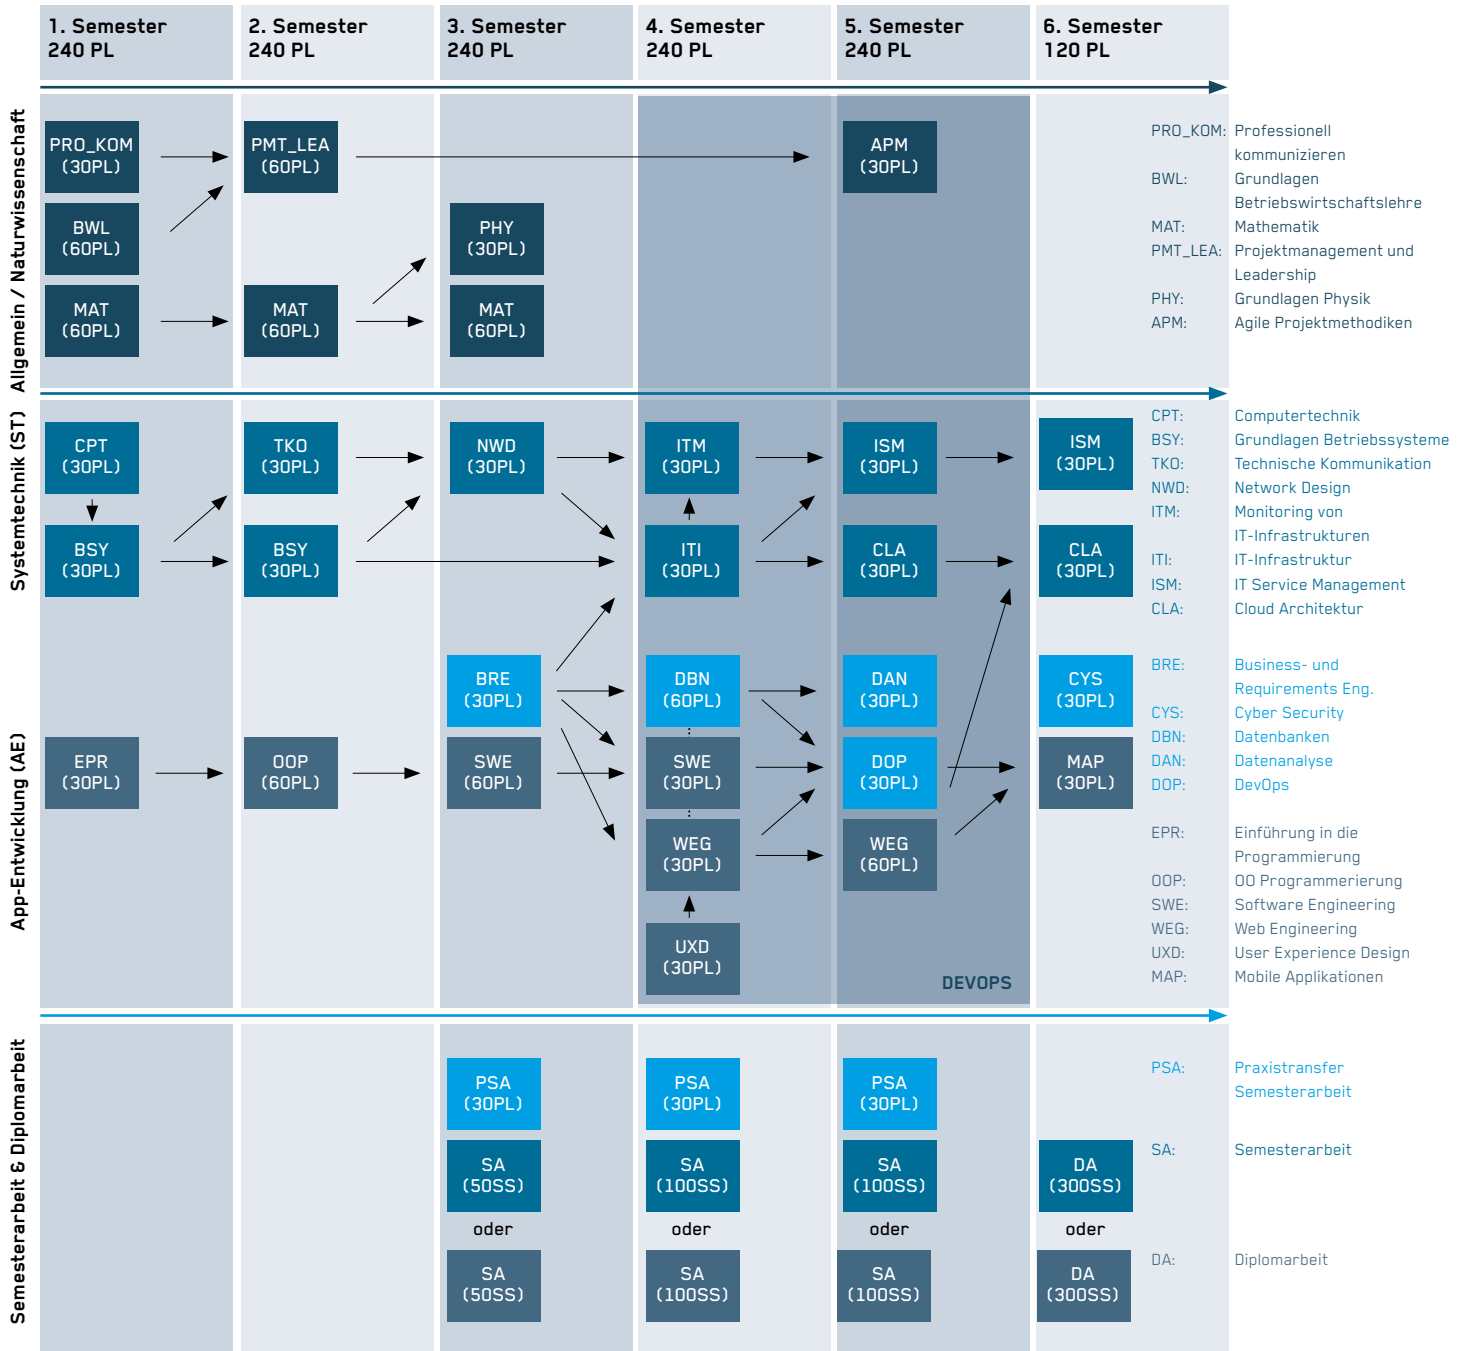 1. Semester
240 PL
2. Semester
240 PL
3. Semester
240 PL
4. Semester
240 PL
5. Semester
240 PL
6. Semester
120 PL
Allgemein / Naturwissenschaft
PRO_KOM
(30PL)
PMT_LEA
(60PL)
APM
(30PL)
BWL
(60PL)
PHY
(30PL)
MAT
(60PL)
MAT
(60PL)
MAT
(60PL)
PRO_KOM: Professionell
kommunizieren
BWL: Grundlagen
Betriebswirtschaftslehre
MAT: Mathematik
PMT_LEA: Projektmanagement und
Leadership
PHY: Grundlagen Physik
APM: Agile Projektmethodiken
Systemtechnik (ST)
CPT
(30PL)
TKO
(30PL)
NWD
(30PL)
ITM
(30PL)
ISM
(30PL)
ISM
(30PL)
BSY
(30PL)
BSY
(30PL)
ITI
(30PL)
CLA
(30PL)
CLA
(30PL)
CPT: Computertechnik
BSY: Grundlagen Betriebssysteme
TKO: Technische Kommunikation
NWD: Network Design
ITM: Monitoring von
IT-Infrastrukturen
ITI: IT-Infrastruktur
ISM: IT Service Management
CLA: Cloud Architektur
App-Entwicklung (AE)
BRE
(30PL)
DBN
(60PL)
DAN
(30PL)
CYS
(30PL)
EPR
(30PL)
OOP
(60PL)
SWE
(60PL)
SWE
(30PL)
DOP
(30PL)
MAP
(30PL)
WEG
(30PL)
WEG
(60PL)
UXD
(30PL)
DEVOPS
BRE: Business- und
Requirements Eng.
CYS: Cyber Security
DBN: Datenbanken
DAN: Datenanalyse
DOP: DevOps
EPR: Einführung in die
Programmierung
OOP: OO Programmerierung
SWE: Software Engineering
WEG: Web Engineering
UXD: User Experience Design
MAP: Mobile Applikationen
Semesterarbeit & Diplomarbeit
PSA
(30PL)
PSA
(30PL)
PSA
(30PL)
SA
(50SS)
SA
(100SS)
SA
(100SS)
DA
(300SS)
oder
oder
oder
oder
SA
(50SS)
SA
(100SS)
SA
(100SS)
DA
(300SS)
PSA: Praxistransfer
Semesterarbeit
SA: Semesterarbeit
DA: Diplomarbeit